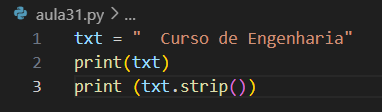 aula31.py > ...
1 txt = "  Curso de Engenharia"
2 print(txt)
3 print (txt.strip())